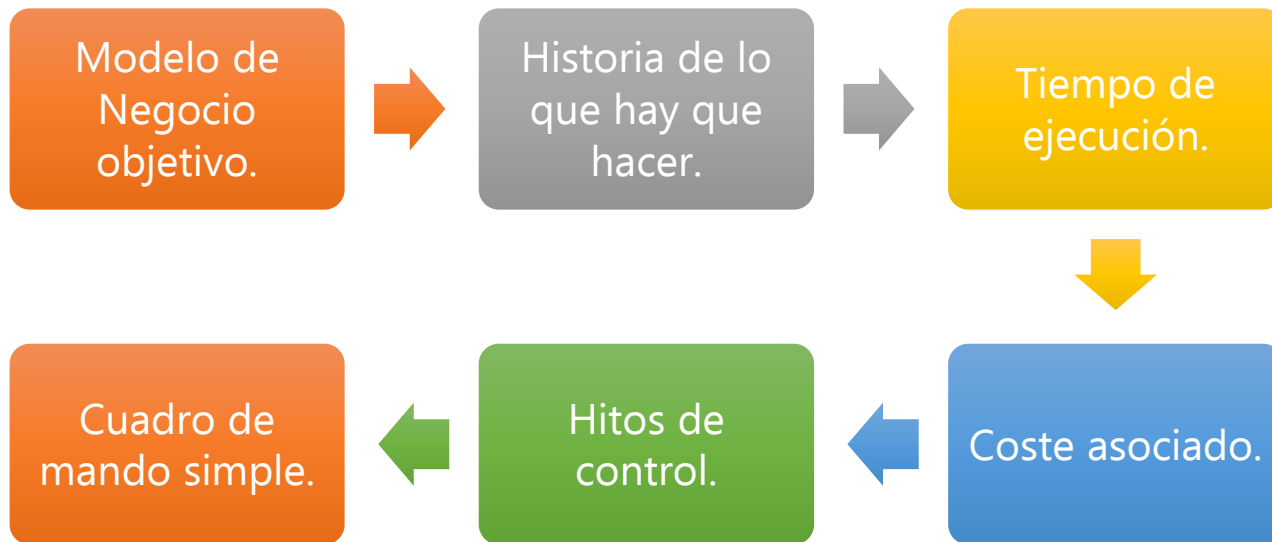 Modelo de
Negocio
objetivo.
Historia de lo
que hay que
hacer.
Tiempo de
ejecución.
Coste asociado.
Hitos de
control.
Cuadro de
mando simple.